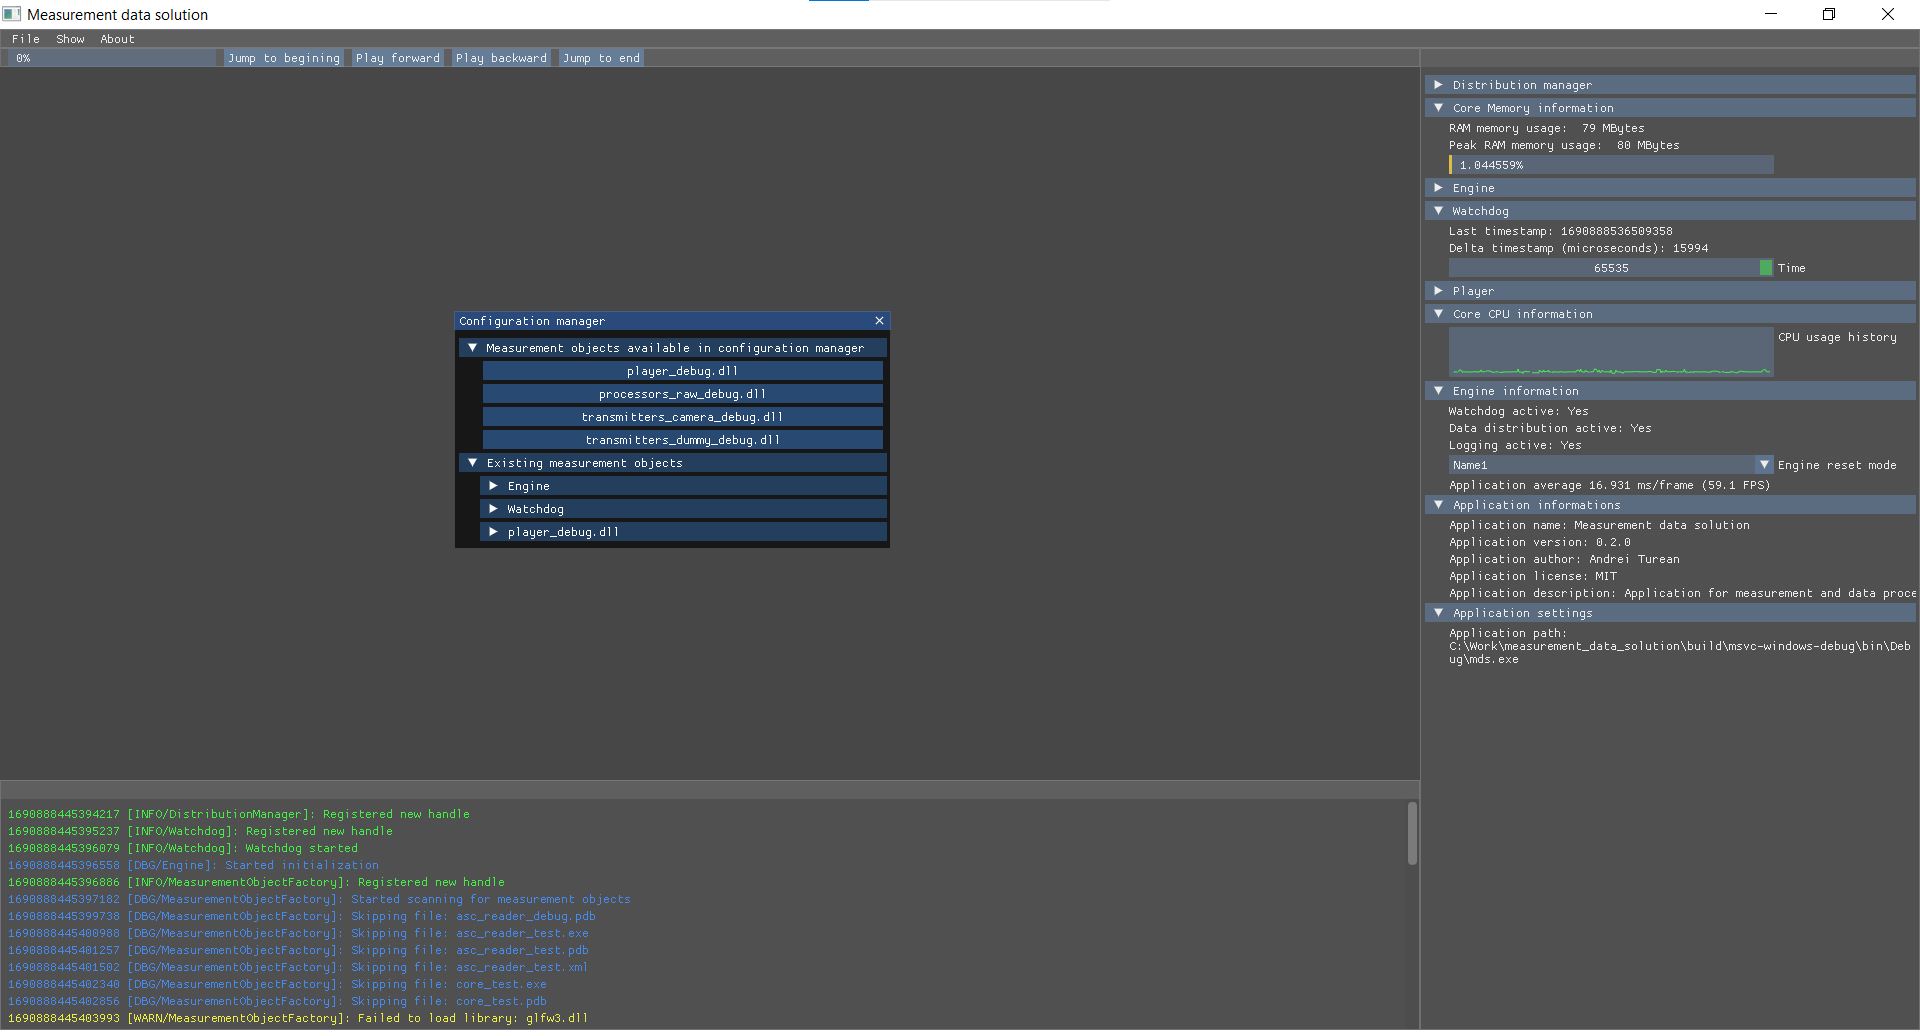 Measurement data solution
File Show About
0% Jump to begining Play forward Play backward Jump to end
Configuration manager
Measurement objects available in configuration manager
player_debug.dll
processors_raw_debug.dll
transmitters_camera_debug.dll
transmitters_dummy_debug.dll
Existing measurement objects
Engine
Watchdog
player_debug.dll
Distribution manager
Core Memory information
RAM memory usage: 79 MBytes
Peak RAM memory usage: 80 MBytes
1.044559%
Engine
Watchdog
Last timestamp: 1690888536509358
Delta timestamp (microseconds): 15994
65535 Time
Player
Core CPU information
CPU usage history
Engine information
Watchdog active: Yes
Data distribution active: Yes
Logging active: Yes
Name1 Engine reset mode
Application average 16.931 ms/frame (59.1 FPS)
Application informations
Application name: Measurement data solution
Application version: 0.2.0
Application author: Andrei Turean
Application license: MIT
Application description: Application for measurement and data proce
Application settings
Application path:
C:\Work\measurement_data_solution\build\msvc-windows-debug\bin\Deb
ug\mds.exe
1690888445394217 [INFO/DistributionManager]: Registered new handle
1690888445395237 [INFO/Watchdog]: Registered new handle
1690888445396079 [INFO/Watchdog]: Watchdog started
1690888445396558 [DBG/Engine]: Started initialization
1690888445396886 [INFO/MeasurementObjectFactory]: Registered new handle
1690888445397182 [DBG/MeasurementObjectFactory]: Started scanning for measurement objects
1690888445399738 [DBG/MeasurementObjectFactory]: Skipping file: asc_reader_debug.pdb
1690888445400988 [DBG/MeasurementObjectFactory]: Skipping file: asc_reader_test.exe
1690888445401257 [DBG/MeasurementObjectFactory]: Skipping file: asc_reader_test.pdb
1690888445401502 [DBG/MeasurementObjectFactory]: Skipping file: asc_reader_test.xml
1690888445402340 [DBG/MeasurementObjectFactory]: Skipping file: core_test.exe
1690888445402856 [DBG/MeasurementObjectFactory]: Skipping file: core_test.pdb
1690888445403993 [WARN/MeasurementObjectFactory]: Failed to load library: glfw3.dll